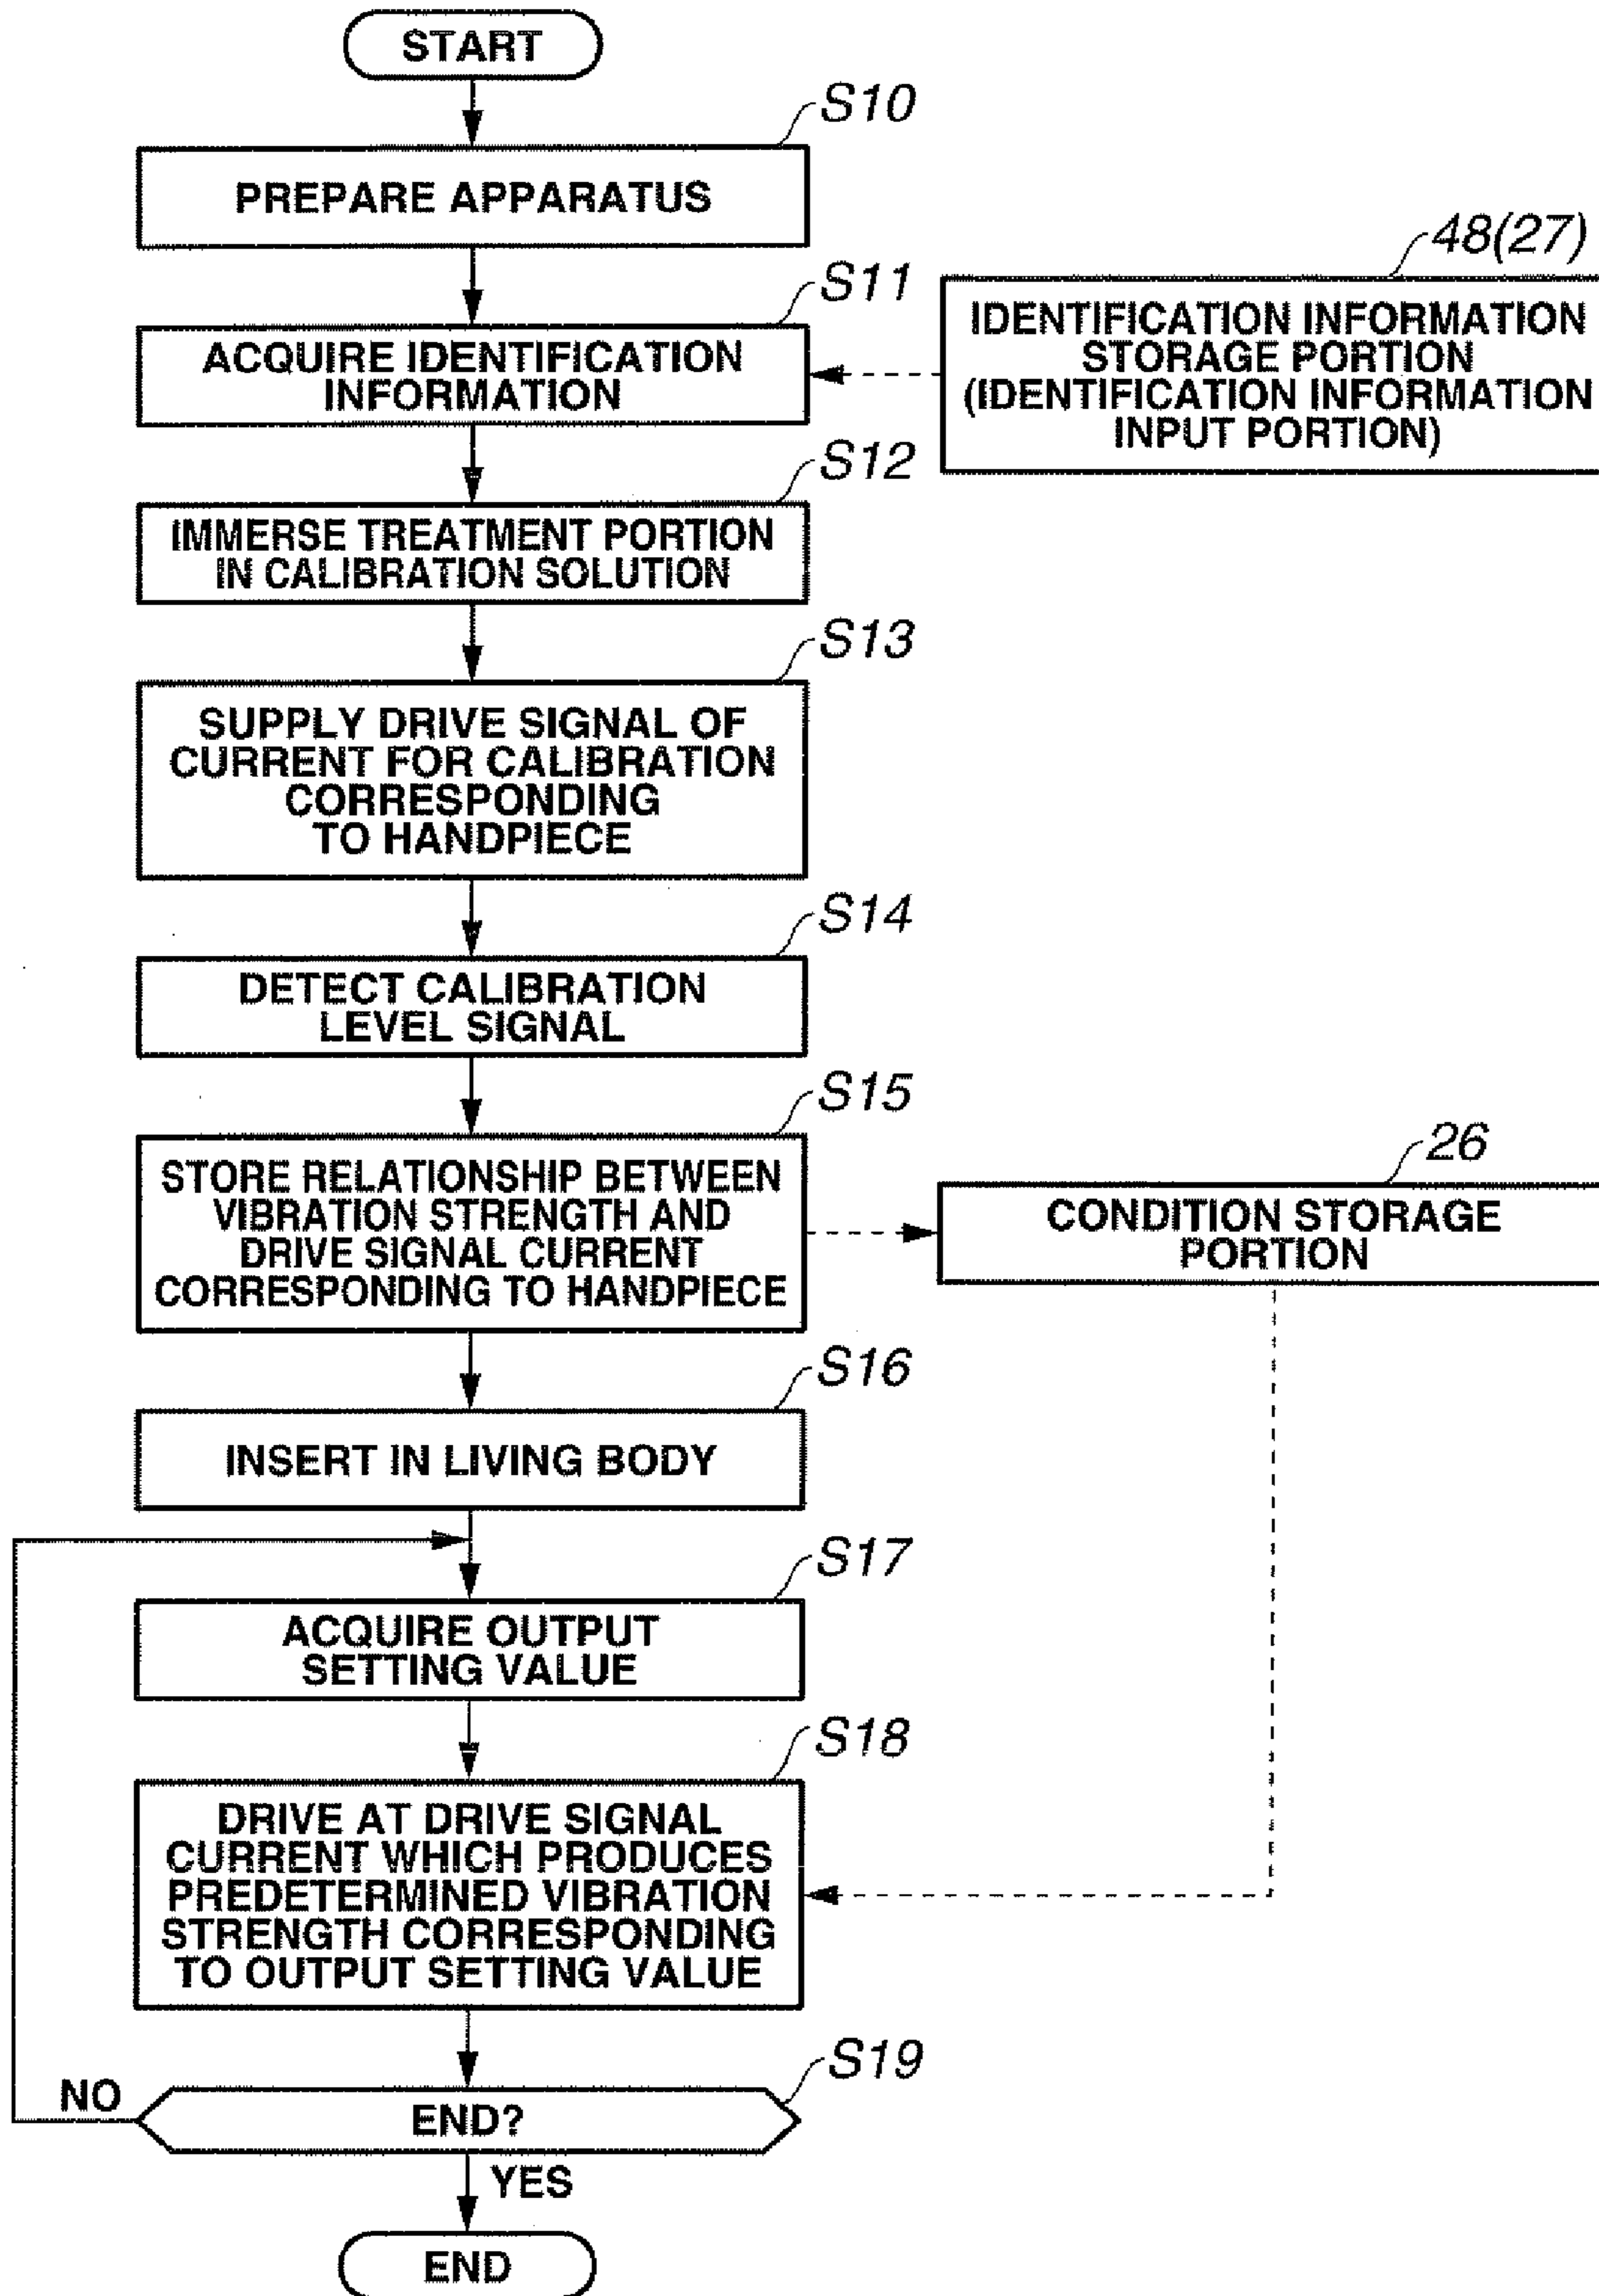 START
S10
PREPARE APPARATUS
S11
ACQUIRE IDENTIFICATION
INFORMATION
48(27)
IDENTIFICATION INFORMATION
STORAGE PORTION
(IDENTIFICATION INFORMATION
INPUT PORTION)
S12
IMMERSE TREATMENT PORTION
IN CALIBRATION SOLUTION
S13
SUPPLY DRIVE SIGNAL OF
CURRENT FOR CALIBRATION
CORRESPONDING
TO HANDPIECE
S14
DETECT CALIBRATION
LEVEL SIGNAL
S15
STORE RELATIONSHIP BETWEEN
VIBRATION STRENGTH AND
DRIVE SIGNAL CURRENT
CORRESPONDING TO HANDPIECE
26
CONDITION STORAGE
PORTION
S16
INSERT IN LIVING BODY
S17
ACQUIRE OUTPUT
SETTING VALUE
S18
DRIVE AT DRIVE SIGNAL
CURRENT WHICH PRODUCES
PREDETERMINED VIBRATION
STRENGTH CORRESPONDING
TO OUTPUT SETTING VALUE
S19
NO
END?
YES
END